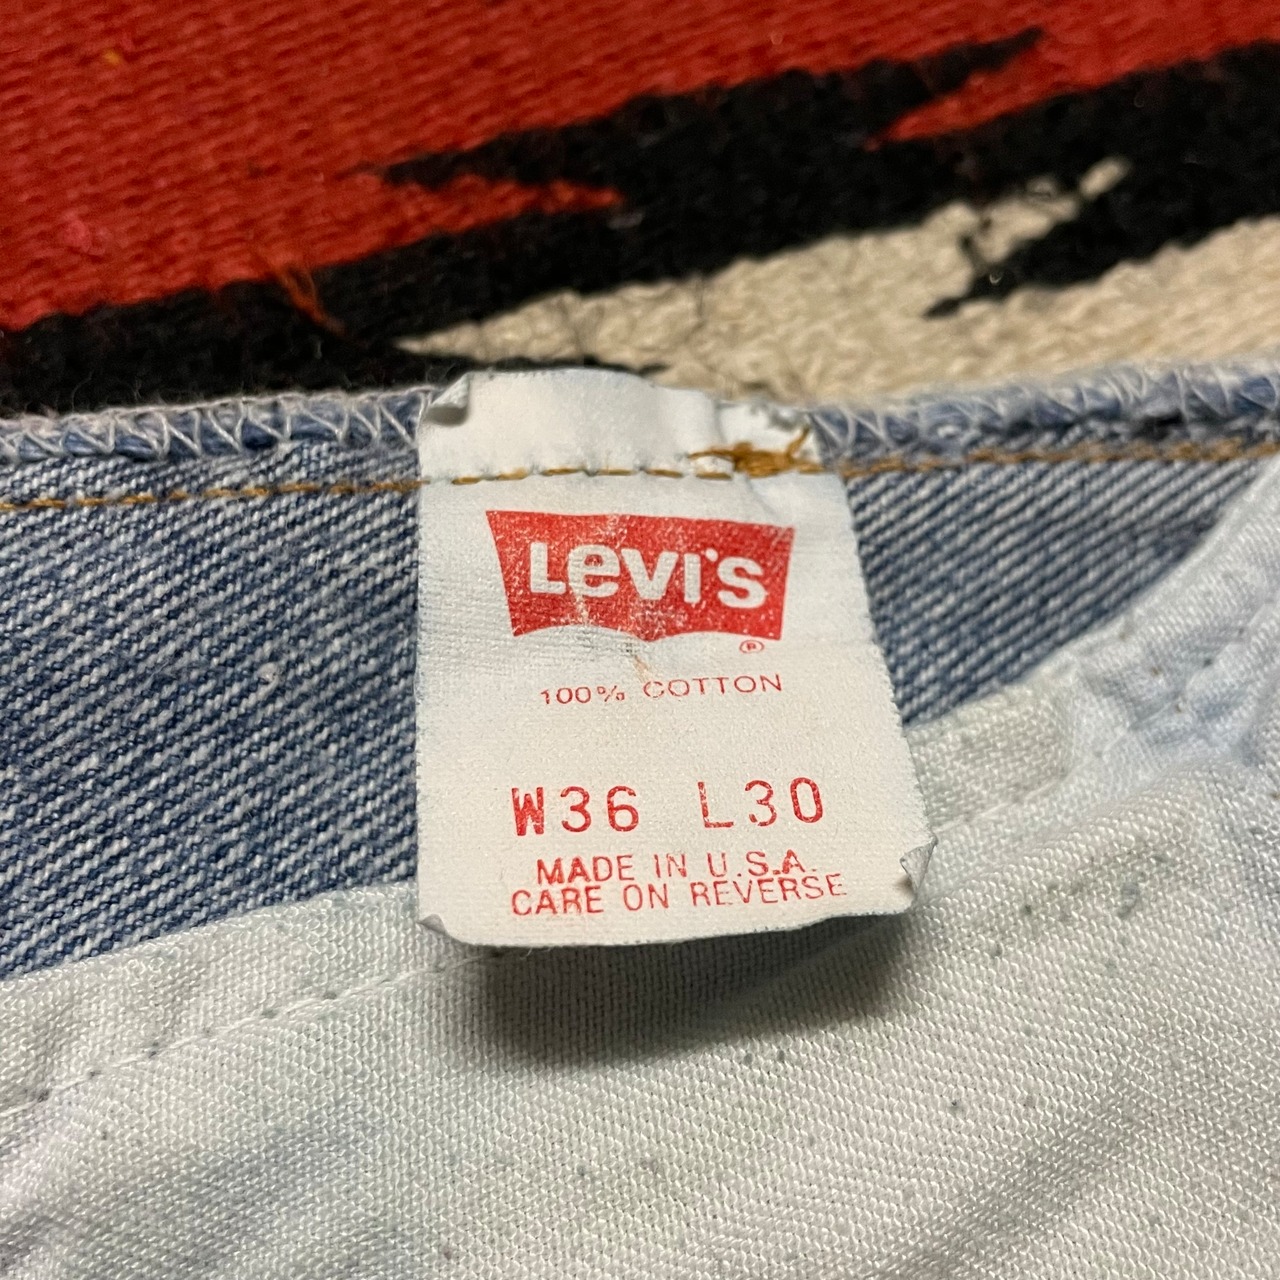 Levi's
®
100% COTTON
W36 L30
MADE IN U.S.A.
CARE ON REVERSE